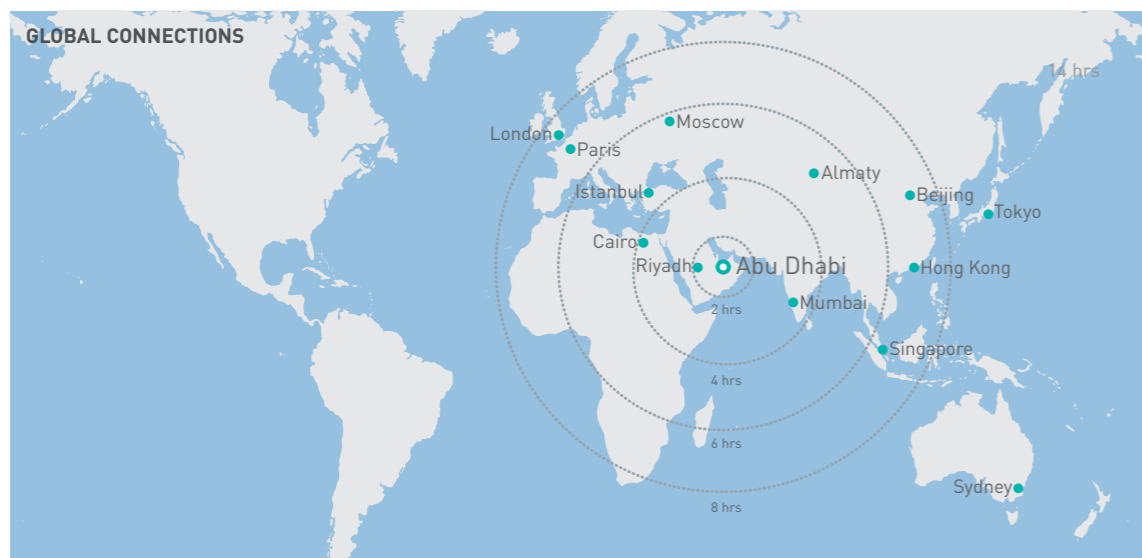 GLOBAL CONNECTIONS
14 hrs
London
Moscow
Paris
Almaty
Istanbul
Beijing
Tokyo
Cairo
Riyadh
Abu Dhabi
Hong Kong
Mumbai
2 hrs
Singapore
4 hrs
6 hrs
Sydney
8 hrs